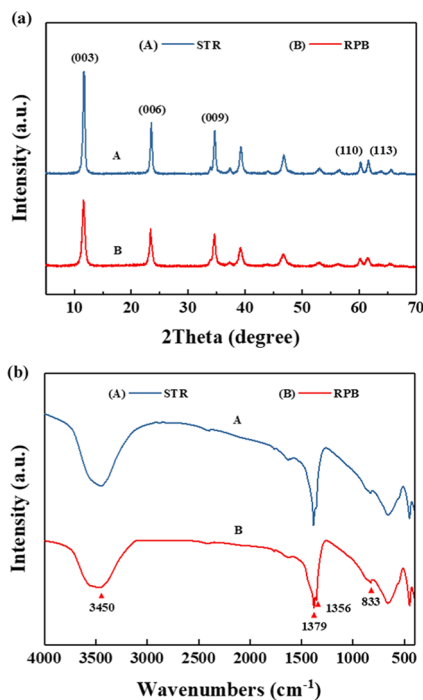 (a)
(A) STR (B) RPB
(003)
(006)
(009)
(110) (113)
A
B
Intensity (a.u.)
10 20 30 40 50 60 70
2Theta (degree)
(b)
(A) STR (B) RPB
A
B
3450
1379
1356
833
Intensity (a.u.)
4000 3500 3000 2500 2000 1500 1000 500
Wavenumbers (cm⁻¹)